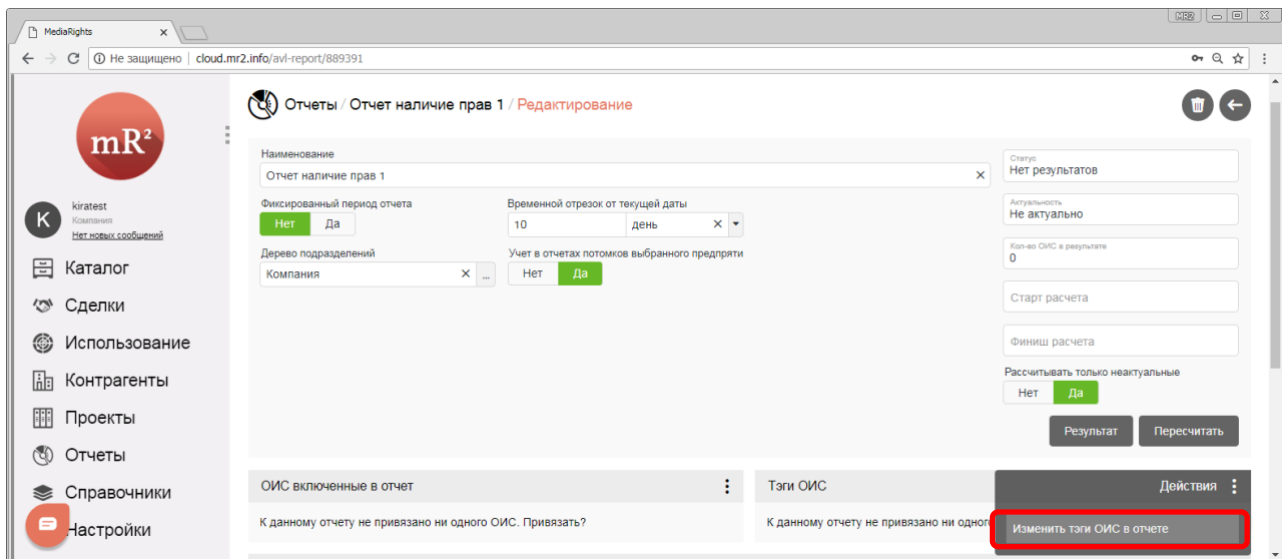 MR2
MediaRights
Не защищено | cloud.mr2.info/avl-report/889391
mR²
Отчеты / Отчет наличие прав 1 / Редактирование
K
kiratest
Компания
Нет новых сообщений
Каталог
Сделки
Использование
Контрагенты
Проекты
Отчеты
Справочники
Настройки
Наименование
Отчет наличие прав 1
Фиксированный период отчета
Нет Да
Временной отрезок от текущей даты
10 день
Дерево подразделений
Компания ...
Учет в отчетах потомков выбранного предпряти
Нет Да
Статус
Нет результатов
Актуальность
Не актуально
Кол-во ОИС в результате
0
Старт расчета
Финиш расчета
Рассчитывать только неактуальные
Нет Да
Результат Пересчитать
ОИС включенные в отчет
К данному отчету не привязано ни одного ОИС. Привязать?
Тэги ОИС
К данному отчету не привязано ни одног
Действия
Изменить тэги ОИС в отчете